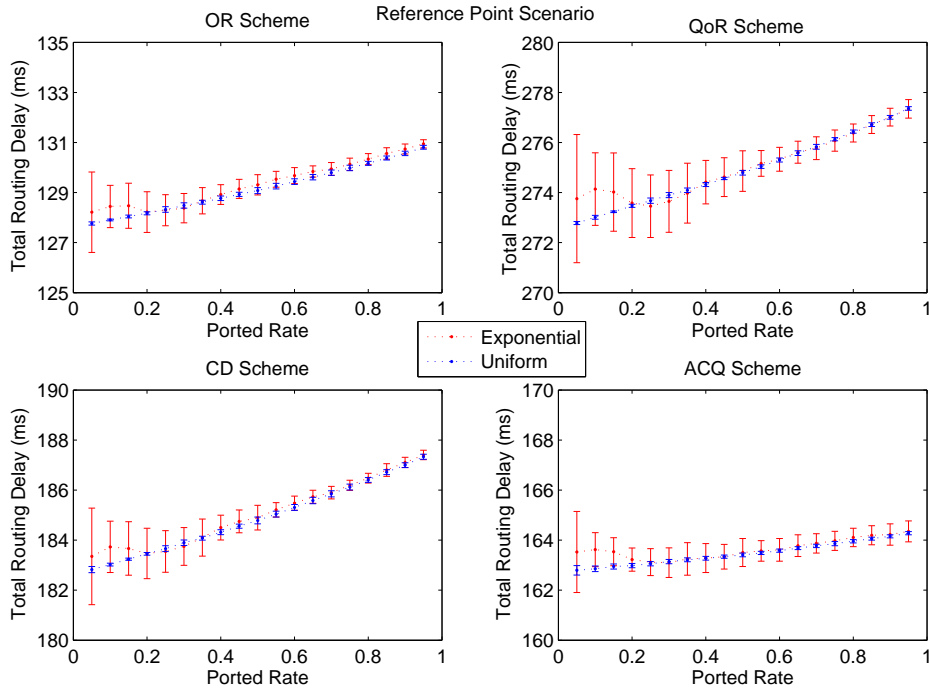 Reference Point Scenario
OR Scheme
135
133
131
129
127
125
0 0.2 0.4 0.6 0.8 1
Ported Rate
Total Routing Delay (ms)
QoR Scheme
280
278
276
274
272
270
0 0.2 0.4 0.6 0.8 1
Ported Rate
Total Routing Delay (ms)
Exponential
Uniform
CD Scheme
190
188
186
184
182
180
0 0.2 0.4 0.6 0.8 1
Ported Rate
Total Routing Delay (ms)
ACQ Scheme
170
168
166
164
162
160
0 0.2 0.4 0.6 0.8 1
Ported Rate
Total Routing Delay (ms)